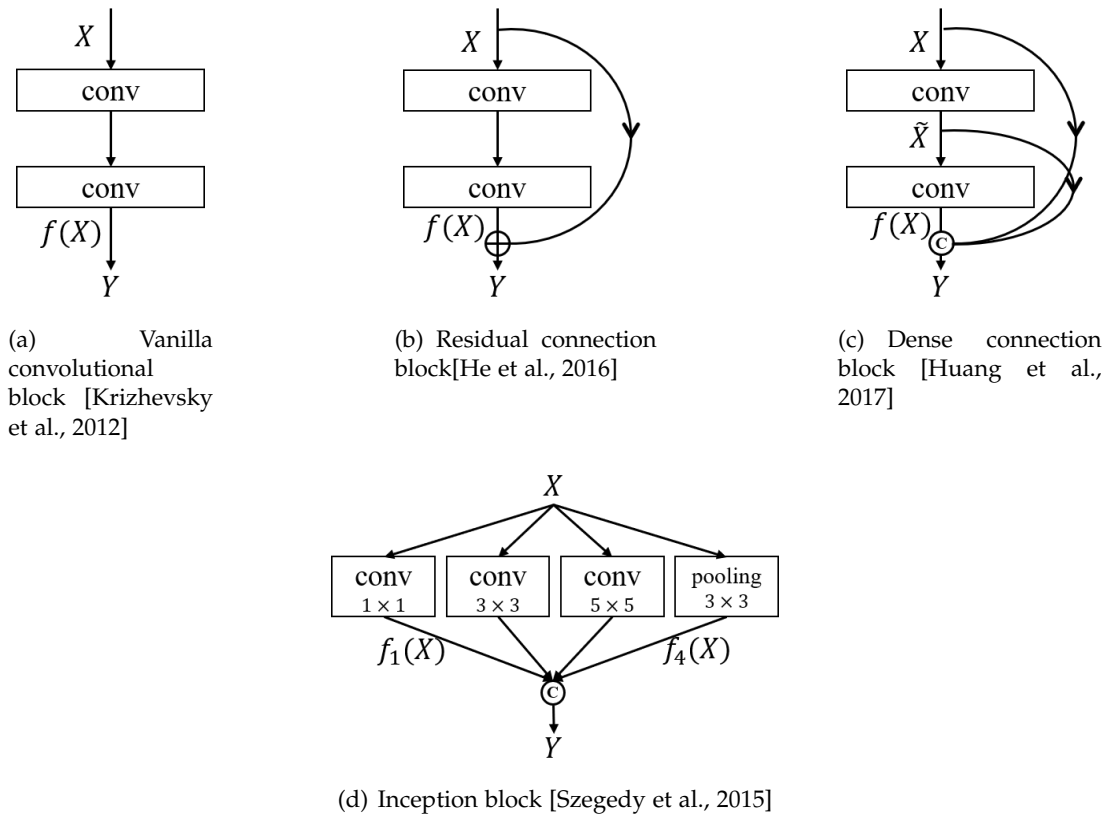 X
conv
conv
f(X)
Y
(a) Vanilla
convolutional
block [Krizhevsky
et al., 2012]
X
conv
conv
f(X)
Y
(b) Residual connection
block[He et al., 2016]
X
conv
X̃
conv
f(X)
C
Y
(c) Dense connection
block [Huang et al.,
2017]
X
conv conv conv pooling
1 × 1 3 × 3 5 × 5 3 × 3
f₁(X) f₄(X)
C
Y
(d) Inception block [Szegedy et al., 2015]